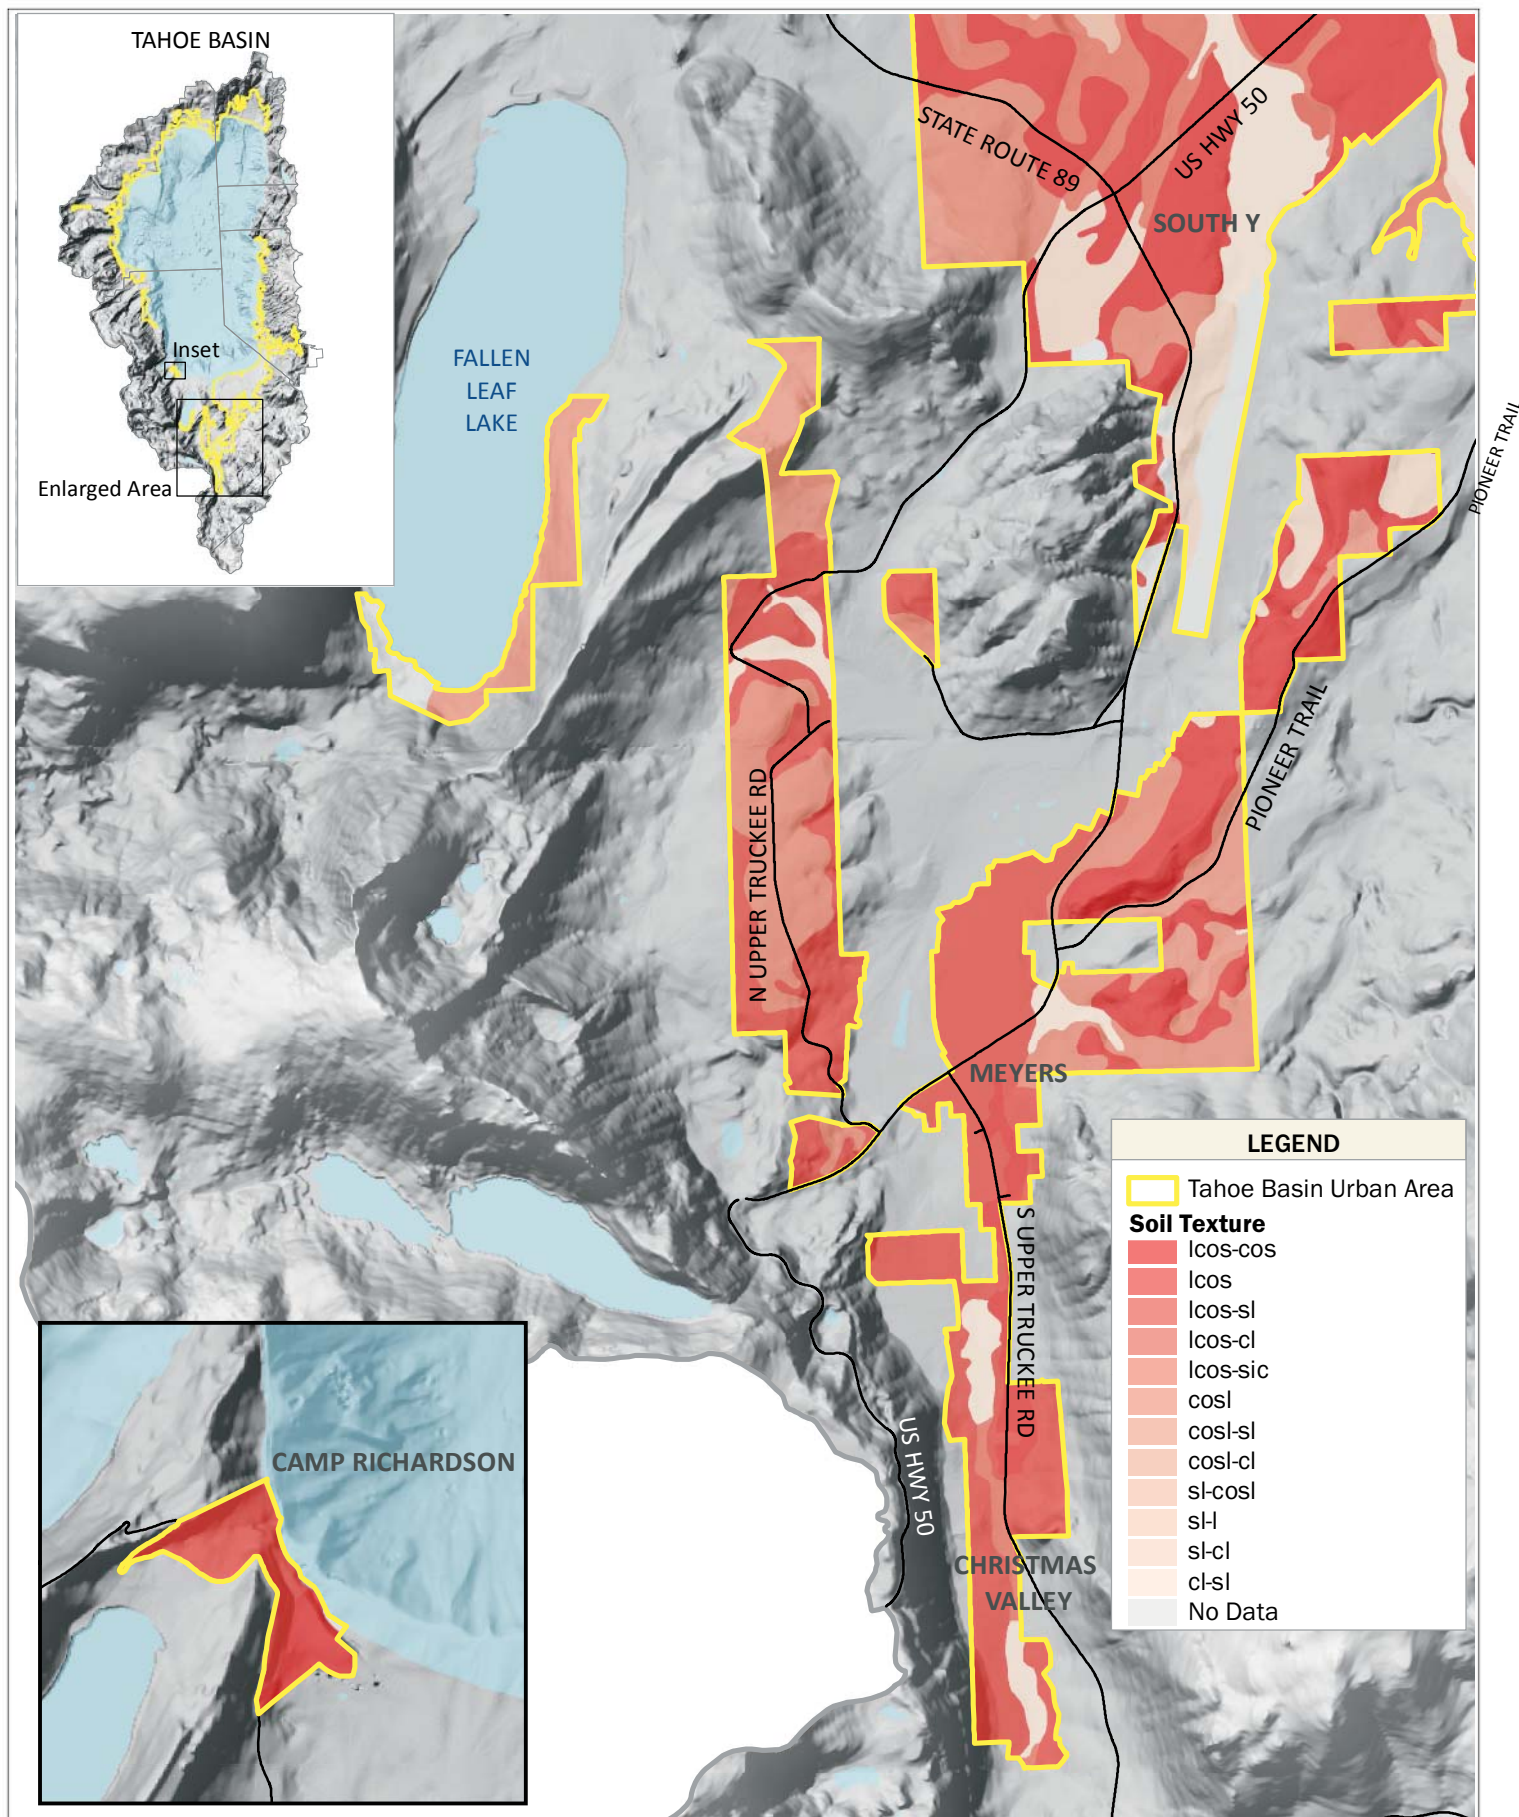 TAHOE BASIN
Inset
Enlarged Area
FALLEN
LEAF
LAKE
STATE ROUTE 89
US HWY 50
SOUTH Y
PIONEER TRAIL
PIONEER TRAIL
N UPPER TRUCKEE RD
MEYERS
S UPPER TRUCKEE RD
US HWY 50
CHRISTMAS
VALLEY
CAMP RICHARDSON
LEGEND
Tahoe Basin Urban Area
Soil Texture
lcos-cos
lcos
lcos-sl
lcos-cl
lcos-sic
cosl
cosl-sl
cosl-cl
sl-cosl
sl-l
sl-cl
cl-sl
No Data